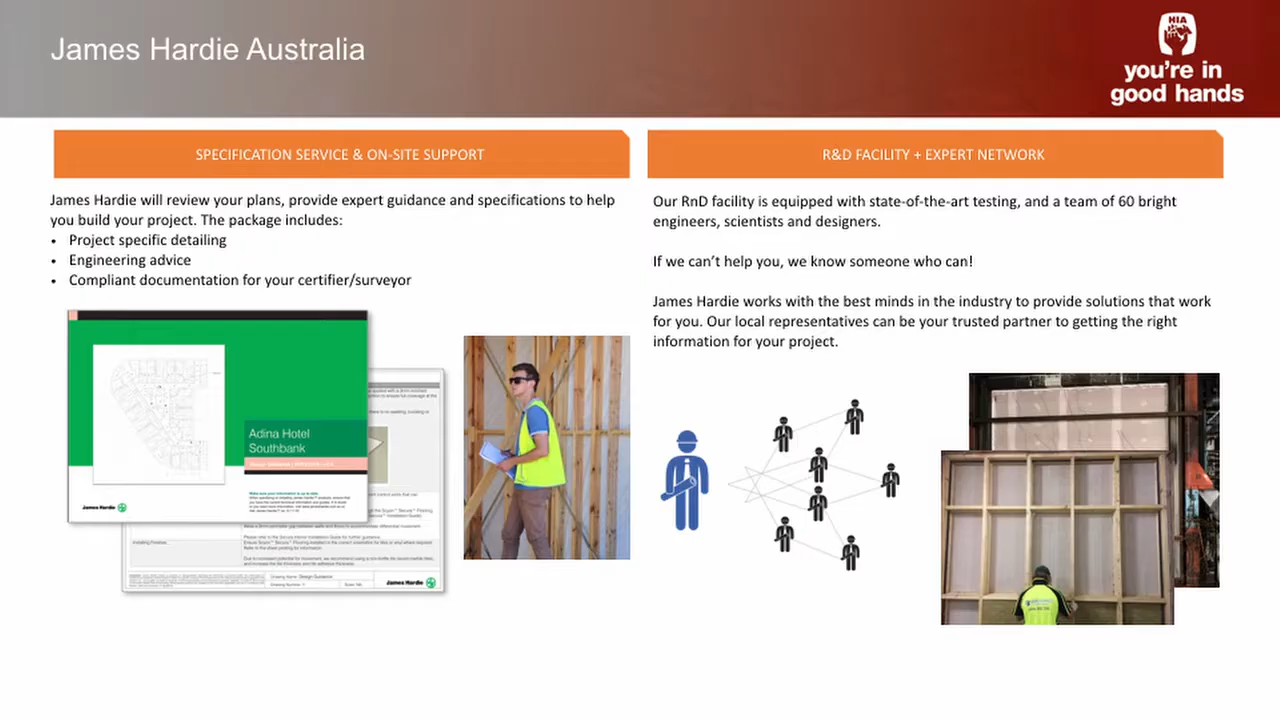 James Hardie Australia
HIA
you're in
good hands
SPECIFICATION SERVICE & ON-SITE SUPPORT
James Hardie will review your plans, provide expert guidance and specifications to help
you build your project. The package includes:
• Project specific detailing
• Engineering advice
• Compliant documentation for your certifier/surveyor
Adina Hotel
Southbank
James Hardie
Installing Finishes
Drawing Name: Design Guidance
James Hardie
R&D FACILITY + EXPERT NETWORK
Our RnD facility is equipped with state-of-the-art testing, and a team of 60 bright
engineers, scientists and designers.
If we can't help you, we know someone who can!
James Hardie works with the best minds in the industry to provide solutions that work
for you. Our local representatives can be your trusted partner to getting the right
information for your project.